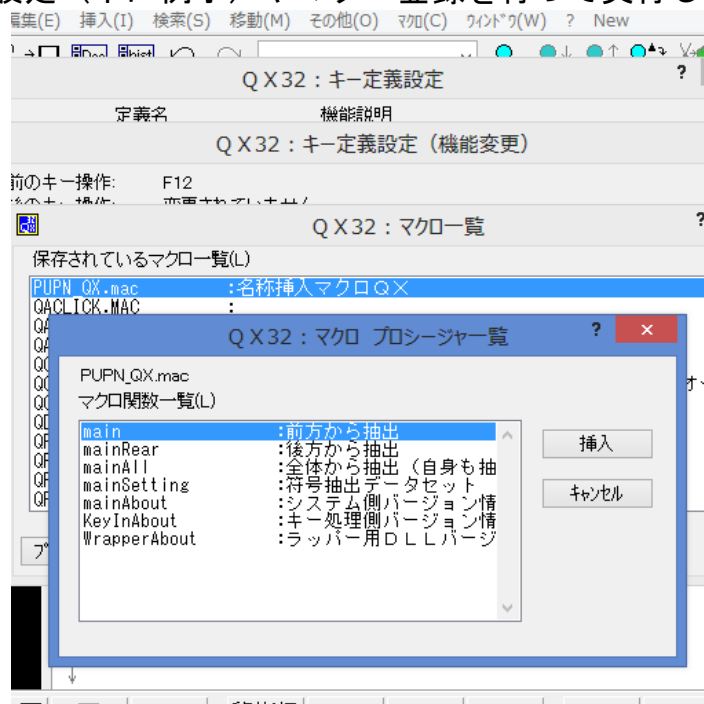 編集(E) 挿入(I) 検索(S) 移動(M) その他(O) ﾏｸﾛ(C) ｳｨﾝﾄﾞｳ(W) ? New
QX32：キー定義設定 ?
定義名 機能説明
QX32：キー定義設定（機能変更）
前のキー操作: F12
QX32：マクロ一覧 ?
保存されているマクロ一覧(L)
PUPN_QX.mac :名称挿入マクロＱＸ
QACLICK.MAC :
QX32：マクロ プロシージャ一覧 ? ×
PUPN_QX.mac
マクロ関数一覧(L)
main :前方から抽出
mainRear :後方から抽出
mainAll :全体から抽出（自身も抽
mainSetting :符号抽出データセット
mainAbout :システム側バージョン情
KeyInAbout :キー処理側バージョン情
WrapperAbout :ラッパー用ＤＬＬバージ
挿入
ｷｬﾝｾﾙ